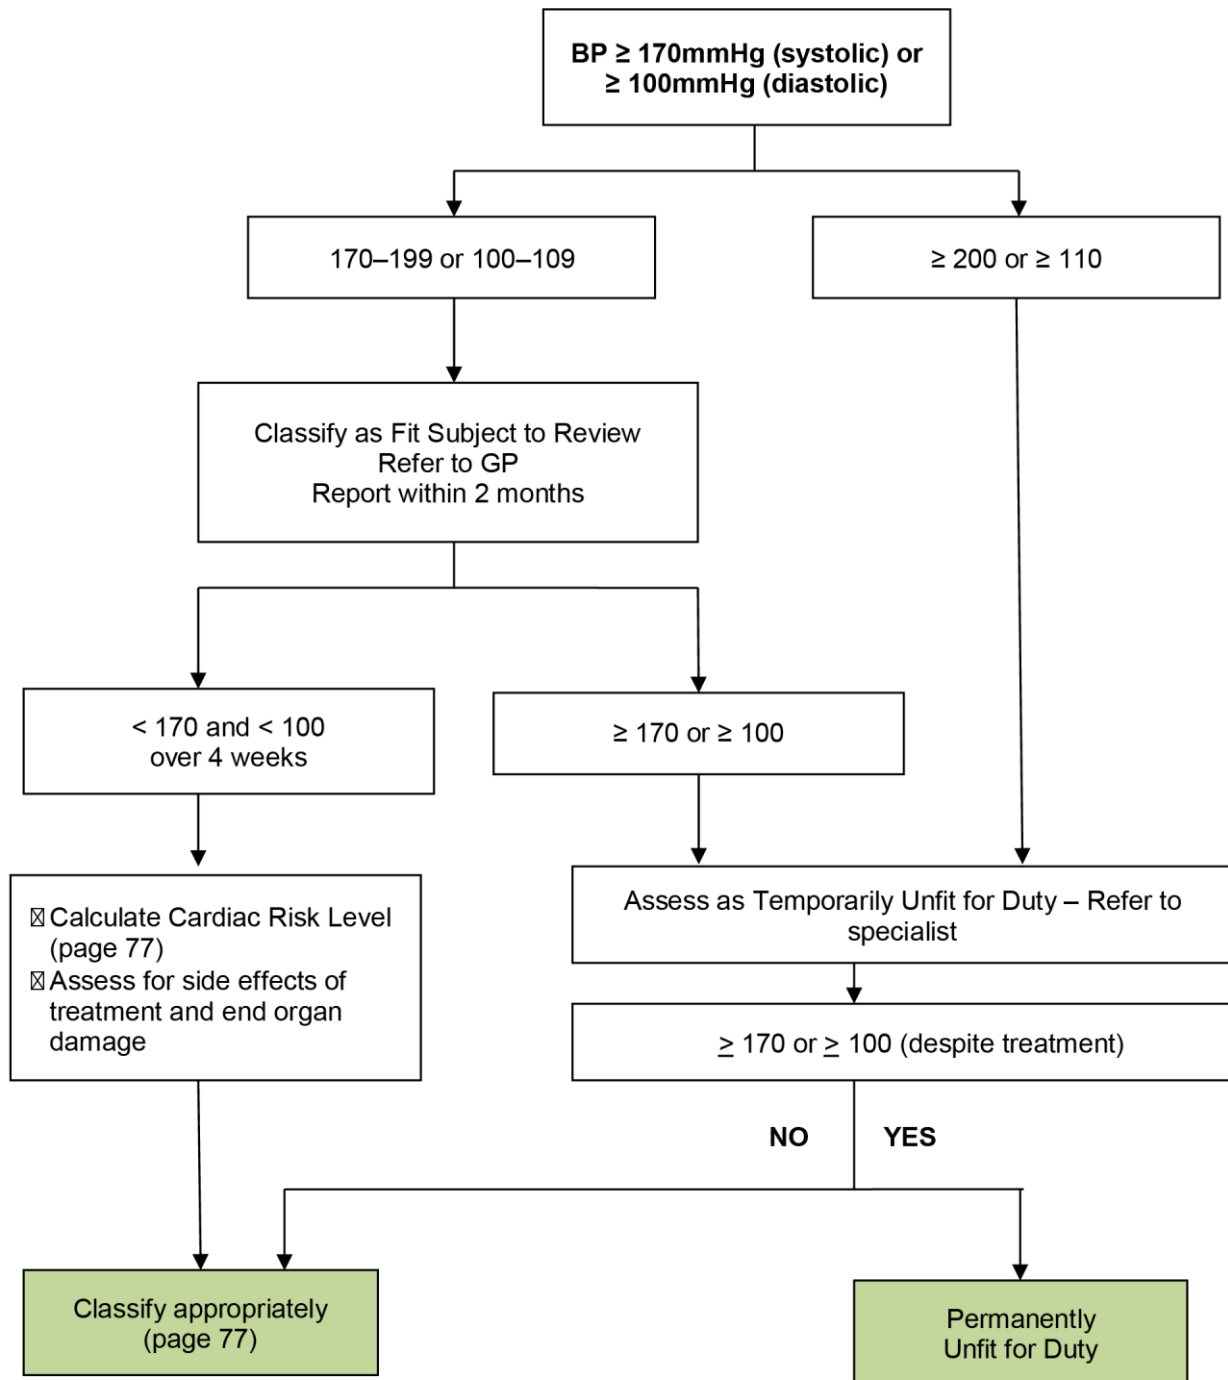 BP ≥ 170mmHg (systolic) or
≥ 100mmHg (diastolic)
170–199 or 100–109
≥ 200 or ≥ 110
Classify as Fit Subject to Review
Refer to GP
Report within 2 months
< 170 and < 100
over 4 weeks
≥ 170 or ≥ 100
Calculate Cardiac Risk Level
(page 77)
Assess for side effects of
treatment and end organ
damage
Assess as Temporarily Unfit for Duty – Refer to
specialist
≥ 170 or ≥ 100 (despite treatment)
NO
YES
Classify appropriately
(page 77)
Permanently
Unfit for Duty